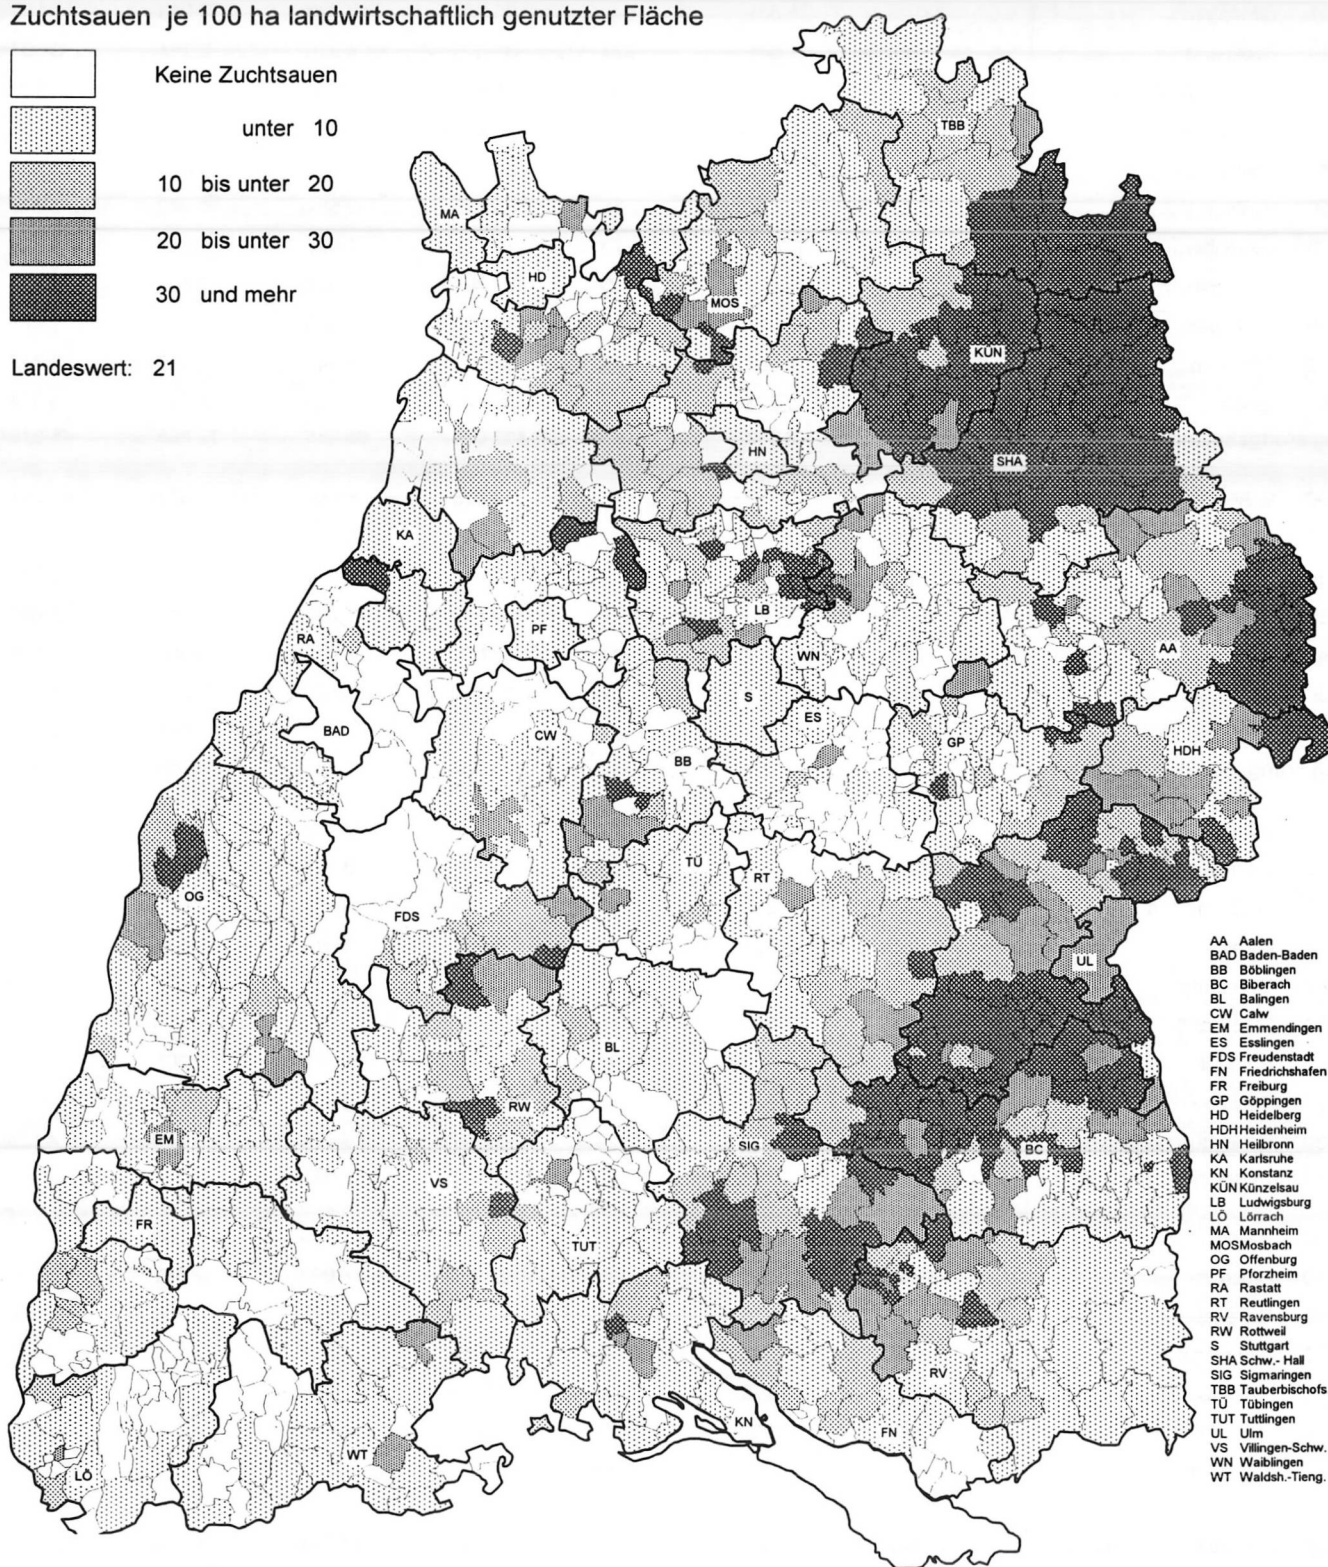 Zuchtsauen je 100 ha landwirtschaftlich genutzter Fläche
Keine Zuchtsauen
unter 10
10 bis unter 20
20 bis unter 30
30 und mehr
Landeswert: 21
TBB
MA
HD
MOS
KÜN
HN
SHA
KA
LB
RA
PF
AA
WN
S
BAD
CW
ES
GP
HDH
BB
TÜ
RT
OG
FDS
UL
BL
RW
EM
SIG
BC
VS
FR
TUT
RV
KN
FN
WT
LÖ
AA Aalen
BAD Baden-Baden
BB Böblingen
BC Biberach
BL Balingen
CW Calw
EM Emmendingen
ES Esslingen
FDS Freudenstadt
FN Friedrichshafen
FR Freiburg
GP Göppingen
HD Heidelberg
HDH Heidenheim
HN Heilbronn
KA Karlsruhe
KN Konstanz
KÜN Künzelsau
LB Ludwigsburg
LÖ Lörrach
MA Mannheim
MOS Mosbach
OG Offenburg
PF Pforzheim
RA Rastatt
RT Reutlingen
RV Ravensburg
RW Rottweil
S Stuttgart
SHA Schw.- Hall
SIG Sigmaringen
TBB Tauberbischofs
TÜ Tübingen
TUT Tuttlingen
UL Ulm
VS Villingen-Schw.
WN Waiblingen
WT Waldsh.-Tieng.